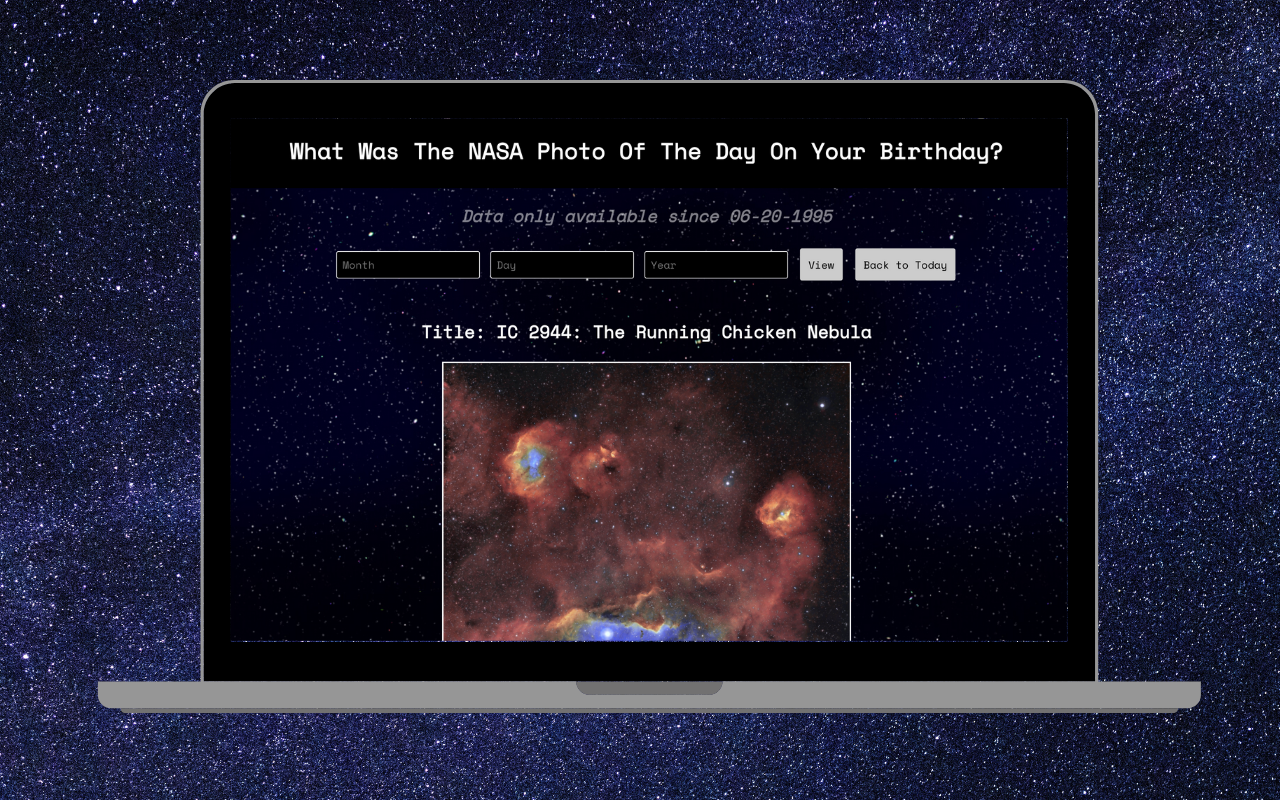 What Was The NASA Photo Of The Day On Your Birthday?
Data only available since 06-20-1995
Month Day Year View Back to Today
Title: IC 2944: The Running Chicken Nebula